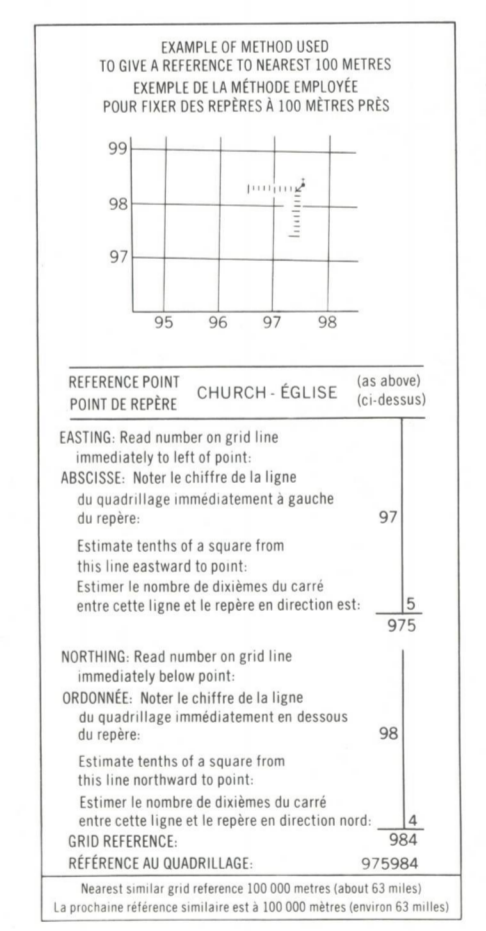 EXAMPLE OF METHOD USED
TO GIVE A REFERENCE TO NEAREST 100 METRES
EXEMPLE DE LA MÉTHODE EMPLOYÉE
POUR FIXER DES REPÈRES À 100 MÈTRES PRÈS
99
98
97
95 96 97 98
REFERENCE POINT
POINT DE REPÈRE
CHURCH - ÉGLISE
(as above)
(ci-dessus)
EASTING: Read number on grid line
immediately to left of point:
ABSCISSE: Noter le chiffre de la ligne
du quadrillage immédiatement à gauche
du repère: 97
Estimate tenths of a square from
this line eastward to point:
Estimer le nombre de dixièmes du carré
entre cette ligne et le repère en direction est: 5
975
NORTHING: Read number on grid line
immediately below point:
ORDONNÉE: Noter le chiffre de la ligne
du quadrillage immédiatement en dessous
du repère: 98
Estimate tenths of a square from
this line northward to point:
Estimer le nombre de dixièmes du carré
entre cette ligne et le repère en direction nord: 4
GRID REFERENCE: 984
RÉFÉRENCE AU QUADRILLAGE: 975984
Nearest similar grid reference 100 000 metres (about 63 miles)
La prochaine référence similaire est à 100 000 mètres (environ 63 milles)